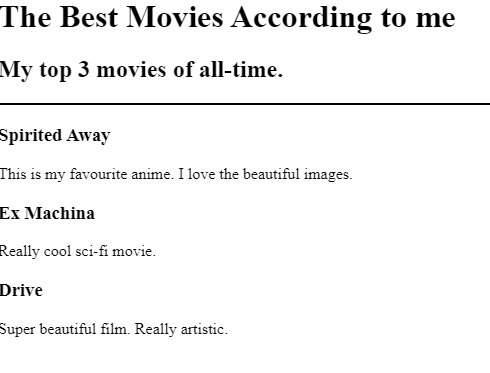 The Best Movies According to me
My top 3 movies of all-time.
Spirited Away
This is my favourite anime. I love the beautiful images.
Ex Machina
Really cool sci-fi movie.
Drive
Super beautiful film. Really artistic.